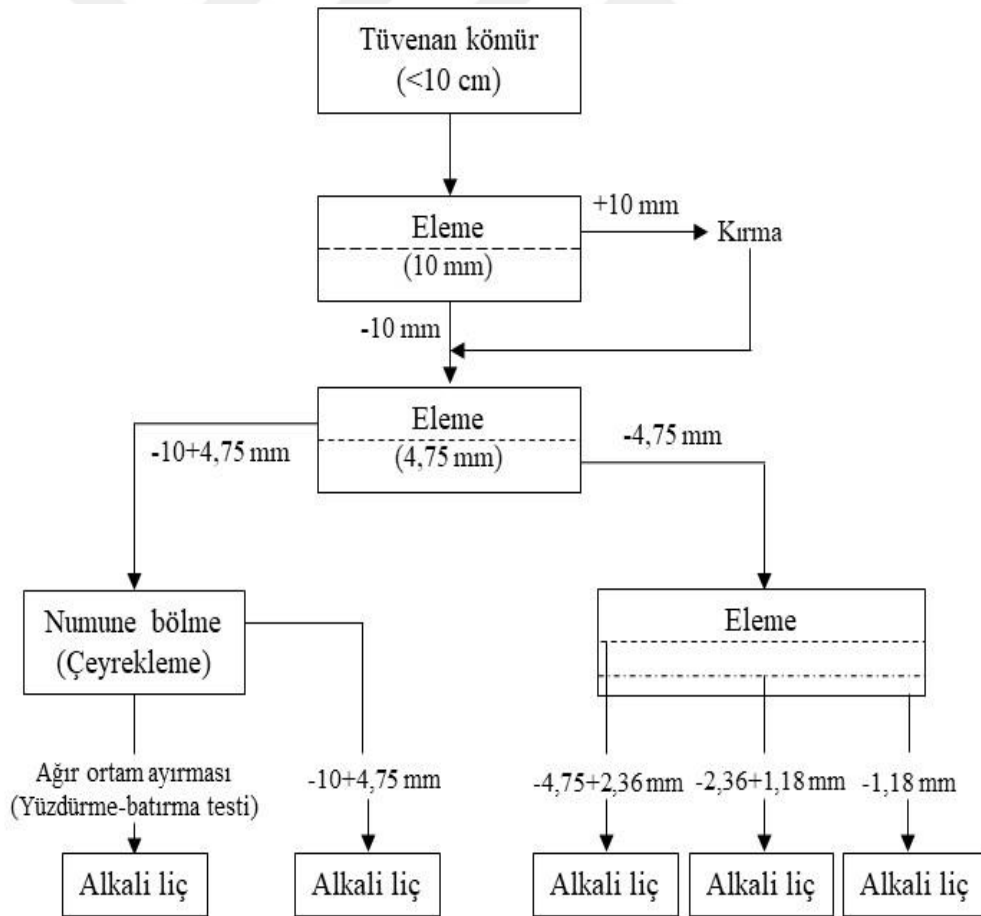 Tüvenan kömür
(<10 cm)
Eleme
(10 mm)
+10 mm
Kırma
-10 mm
Eleme
(4,75 mm)
-10+4,75 mm
-4,75 mm
Numune bölme
(Çeyrekleme)
Eleme
Ağır ortam ayırması
(Yüzdürme-batırma testi)
-10+4,75 mm
-4,75+2,36 mm
-2,36+1,18 mm
-1,18 mm
Alkali liç
Alkali liç
Alkali liç
Alkali liç
Alkali liç